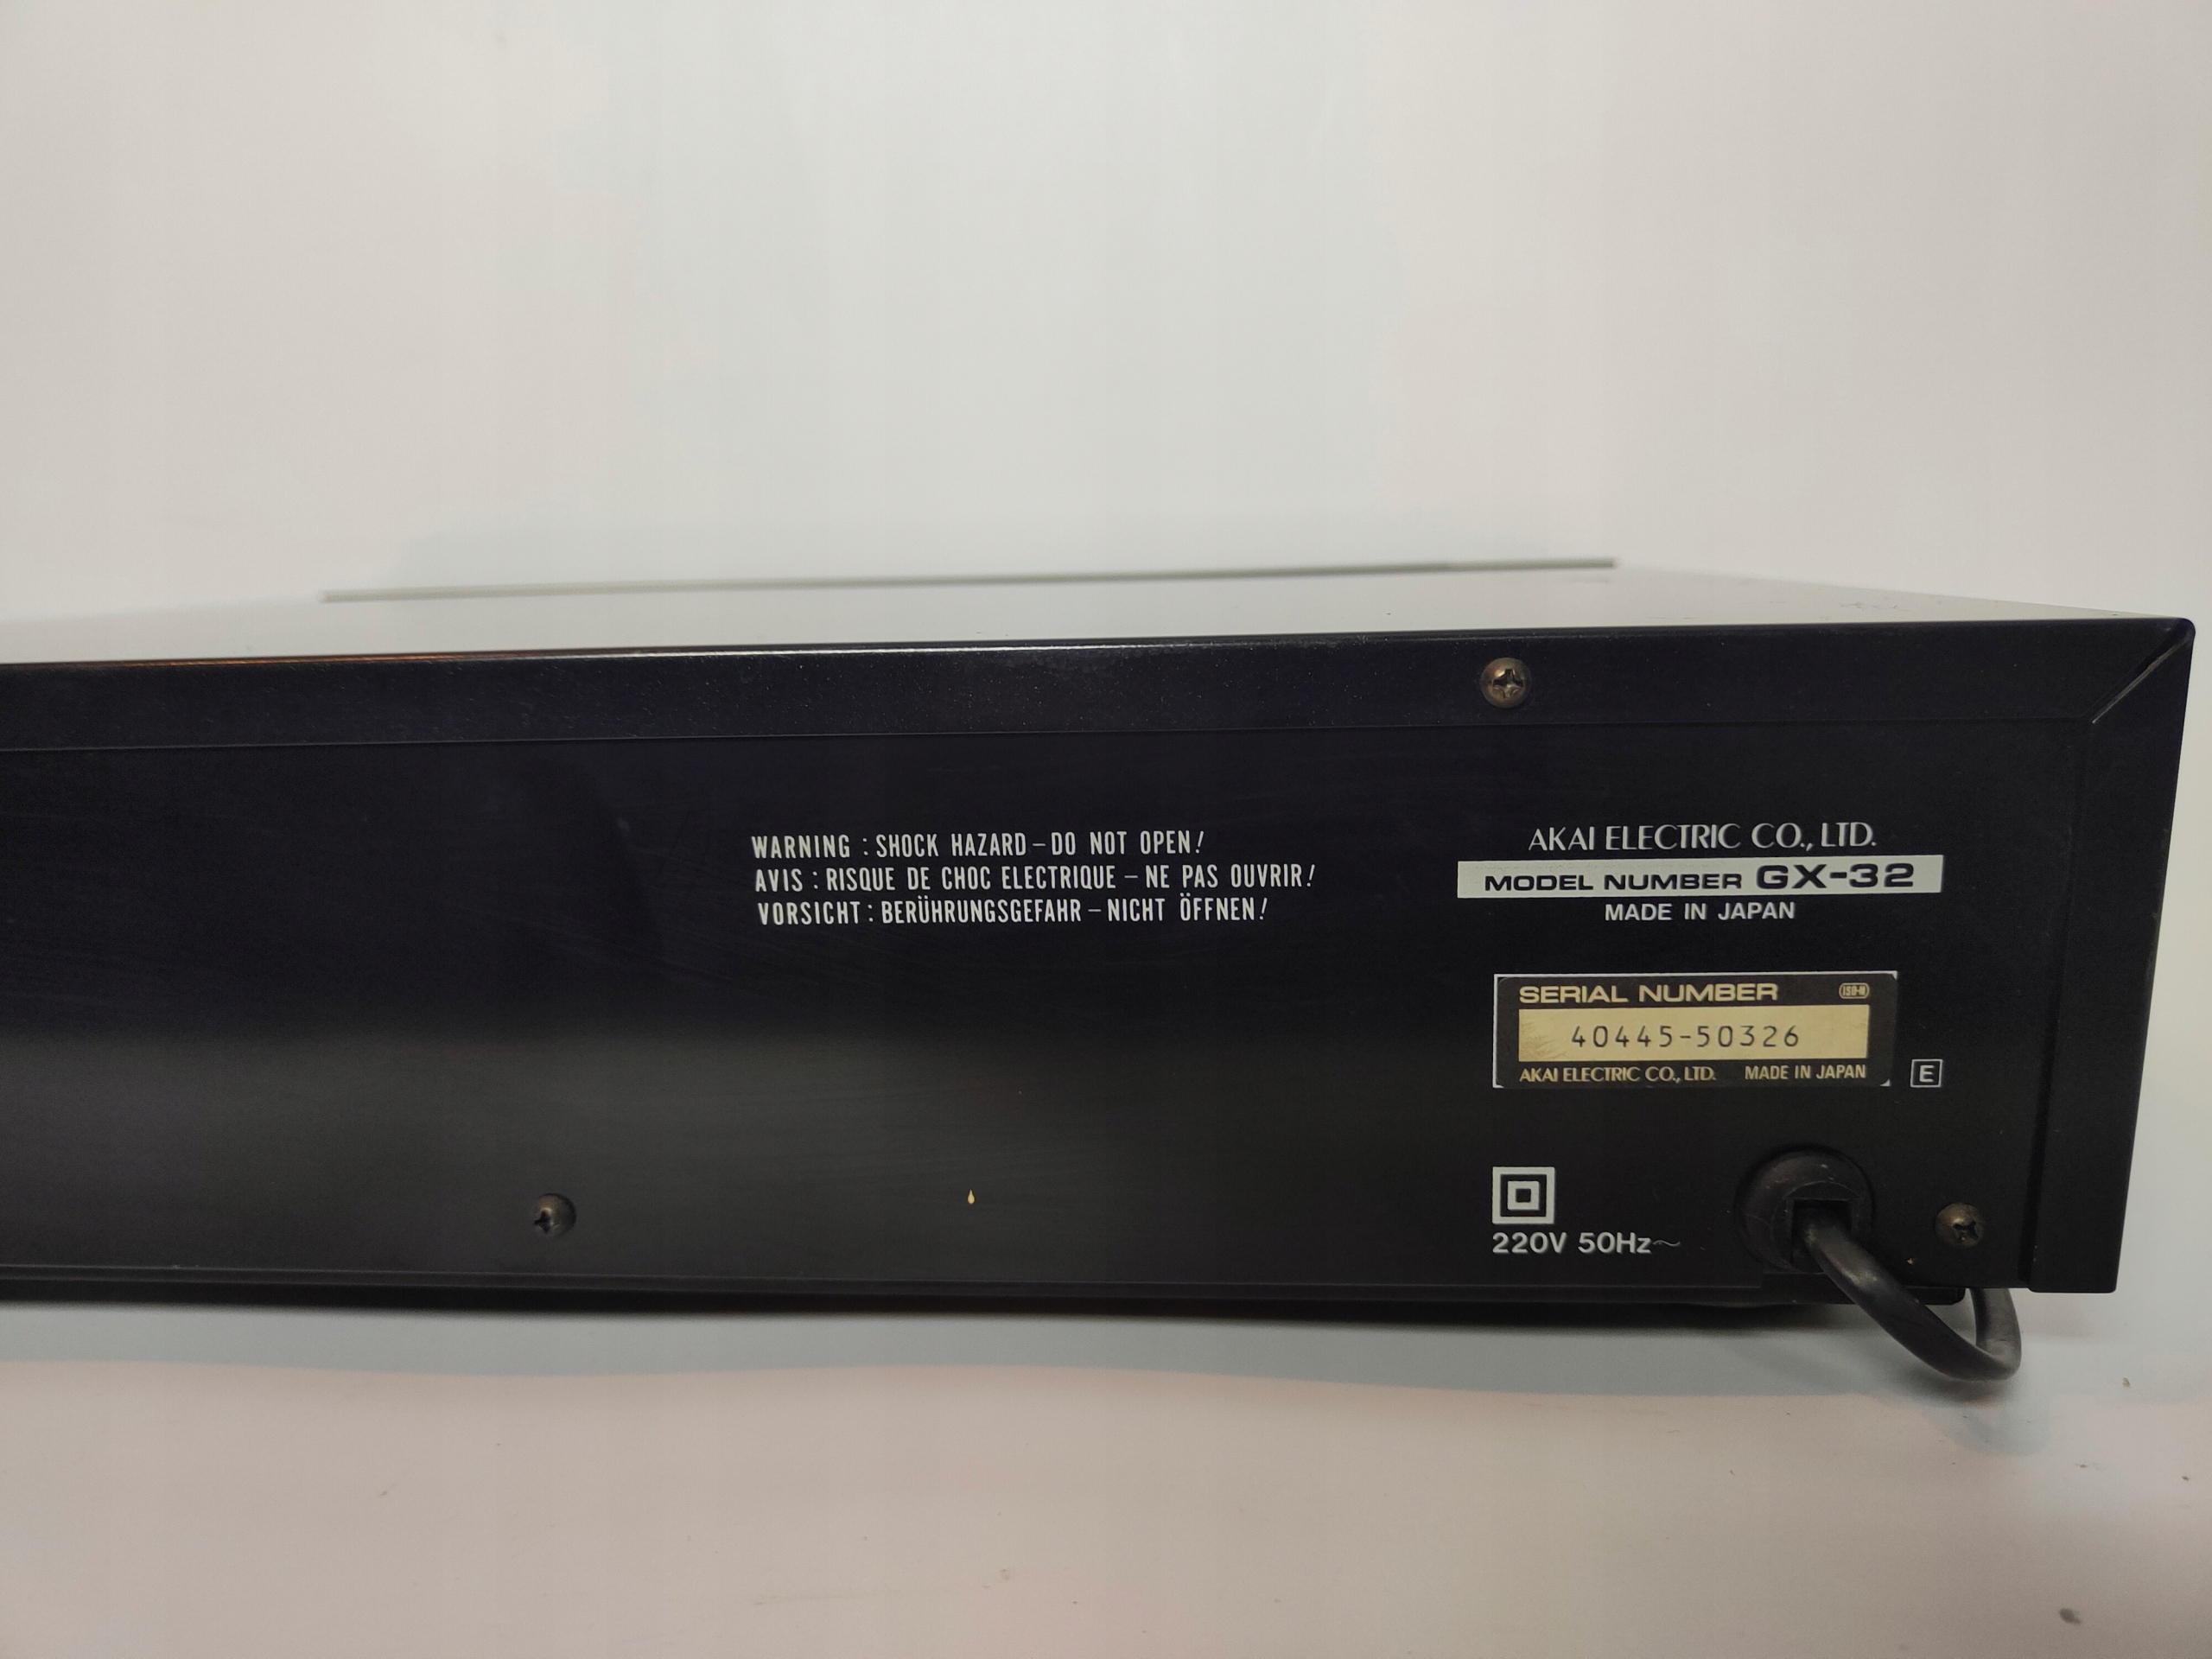 WARNING : SHOCK HAZARD – DO NOT OPEN!
AVIS : RISQUE DE CHOC ELECTRIQUE – NE PAS OUVRIR!
VORSICHT : BERÜHRUNGSGEFAHR – NICHT ÖFFNEN!
AKAI ELECTRIC CO., LTD.
MODEL NUMBER GX-32
MADE IN JAPAN
SERIAL NUMBER
40445-50326
AKAI ELECTRIC CO., LTD. MADE IN JAPAN
E
220V 50Hz~